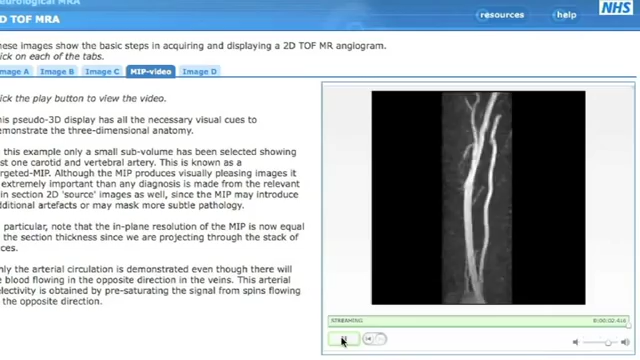 eurological MRA
D TOF MRA
resources
help
NHS
hese images show the basic steps in acquiring and displaying a 2D TOF MR angiogram.
lick on each of the tabs.
Image A
Image B
Image C
MIP-video
Image D
lick the play button to view the video.
his pseudo-3D display has all the necessary visual cues to
emonstrate the three-dimensional anatomy.
this example only a small sub-volume has been selected showing
st one carotid and vertebral artery. This is known as a
argeted-MIP. Although the MIP produces visually pleasing images it
extremely important than any diagnosis is made from the relevant
in section 2D 'source' images as well, since the MIP may introduce
dditional artefacts or may mask more subtle pathology.
particular, note that the in-plane resolution of the MIP is now equal
the section thickness since we are projecting through the stack of
ices.
nly the arterial circulation is demonstrated even though there will
e blood flowing in the opposite direction in the veins. This arterial
electivity is obtained by pre-saturating the signal from spins flowing
the opposite direction.
STREAMING